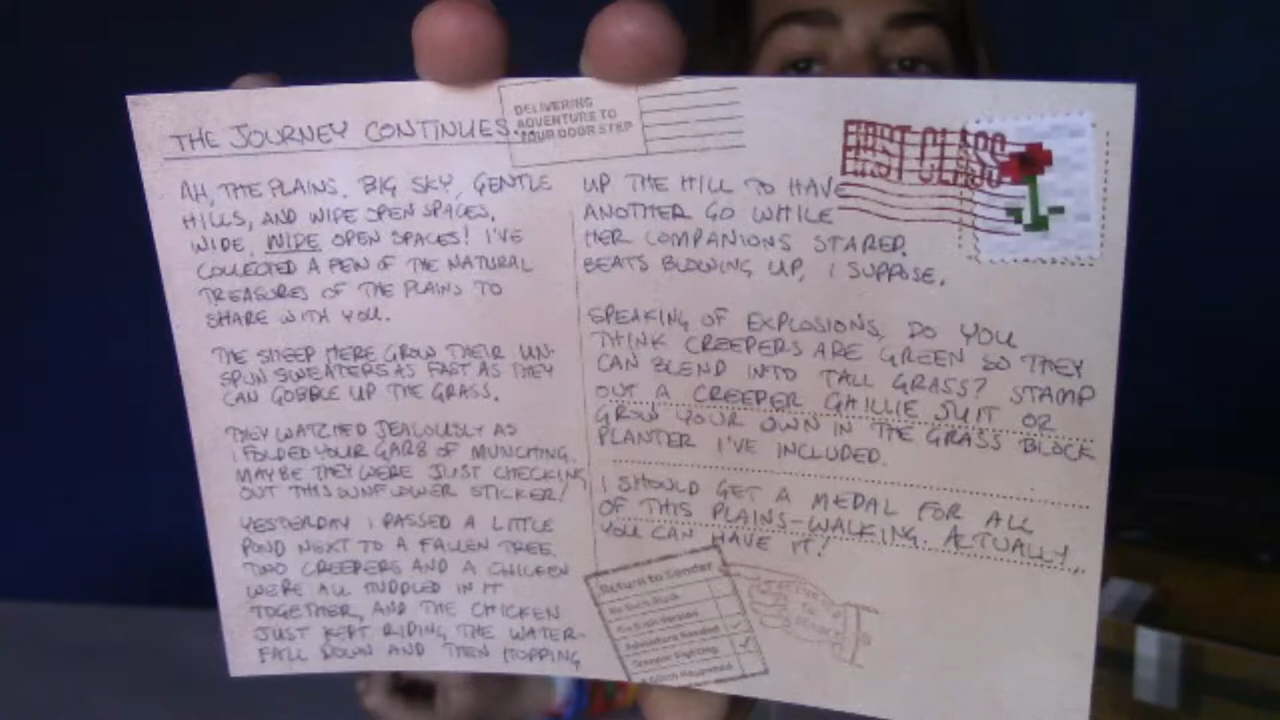 THE JOURNEY CONTINUES...
DELIVERING
ADVENTURE TO
YOUR DOOR STEP
FIRST CLASS
AH, THE PLAINS. BIG SKY, GENTLE
HILLS, AND WIDE OPEN SPACES.
WIDE, WIDE OPEN SPACES! I'VE
COLLECTED A FEW OF THE NATURAL
TREASURES OF THE PLAINS TO
SHARE WITH YOU.
THE SHEEP HERE GROW THEIR UN-
SPUN SWEATERS AS FAST AS THEY
CAN GOBBLE UP THE GRASS.
THEY WATCHED JEALOUSLY AS
I FOLDED YOUR GARB OF MUNCHING.
MAYBE THEY WERE JUST CHECKING
OUT THIS SUNFLOWER STICKER!
YESTERDAY I PASSED A LITTLE
POND NEXT TO A FALLEN TREE.
TWO CREEPERS AND A CHICKEN
WERE ALL HUDDLED IN IT
TOGETHER, AND THE CHICKEN
JUST KEPT RIDING THE WATER-
FALL DOWN AND THEN HOPPING
UP THE HILL TO HAVE
ANOTHER GO WHILE
HER COMPANIONS STARED.
BEATS BLOWING UP, I SUPPOSE.
SPEAKING OF EXPLOSIONS, DO YOU
THINK CREEPERS ARE GREEN SO THEY
CAN BLEND INTO TALL GRASS? STAMP
OUT A CREEPER GHILLIE SUIT OR
GROW YOUR OWN IN THE GRASS BLOCK
PLANTER I'VE INCLUDED.
I SHOULD GET A MEDAL FOR ALL
OF THIS PLAINS-WALKING. ACTUALLY,
YOU CAN HAVE IT!
Return to Sender
No Such Block
No Such Version
Adventure Needed
Creeper Sighting